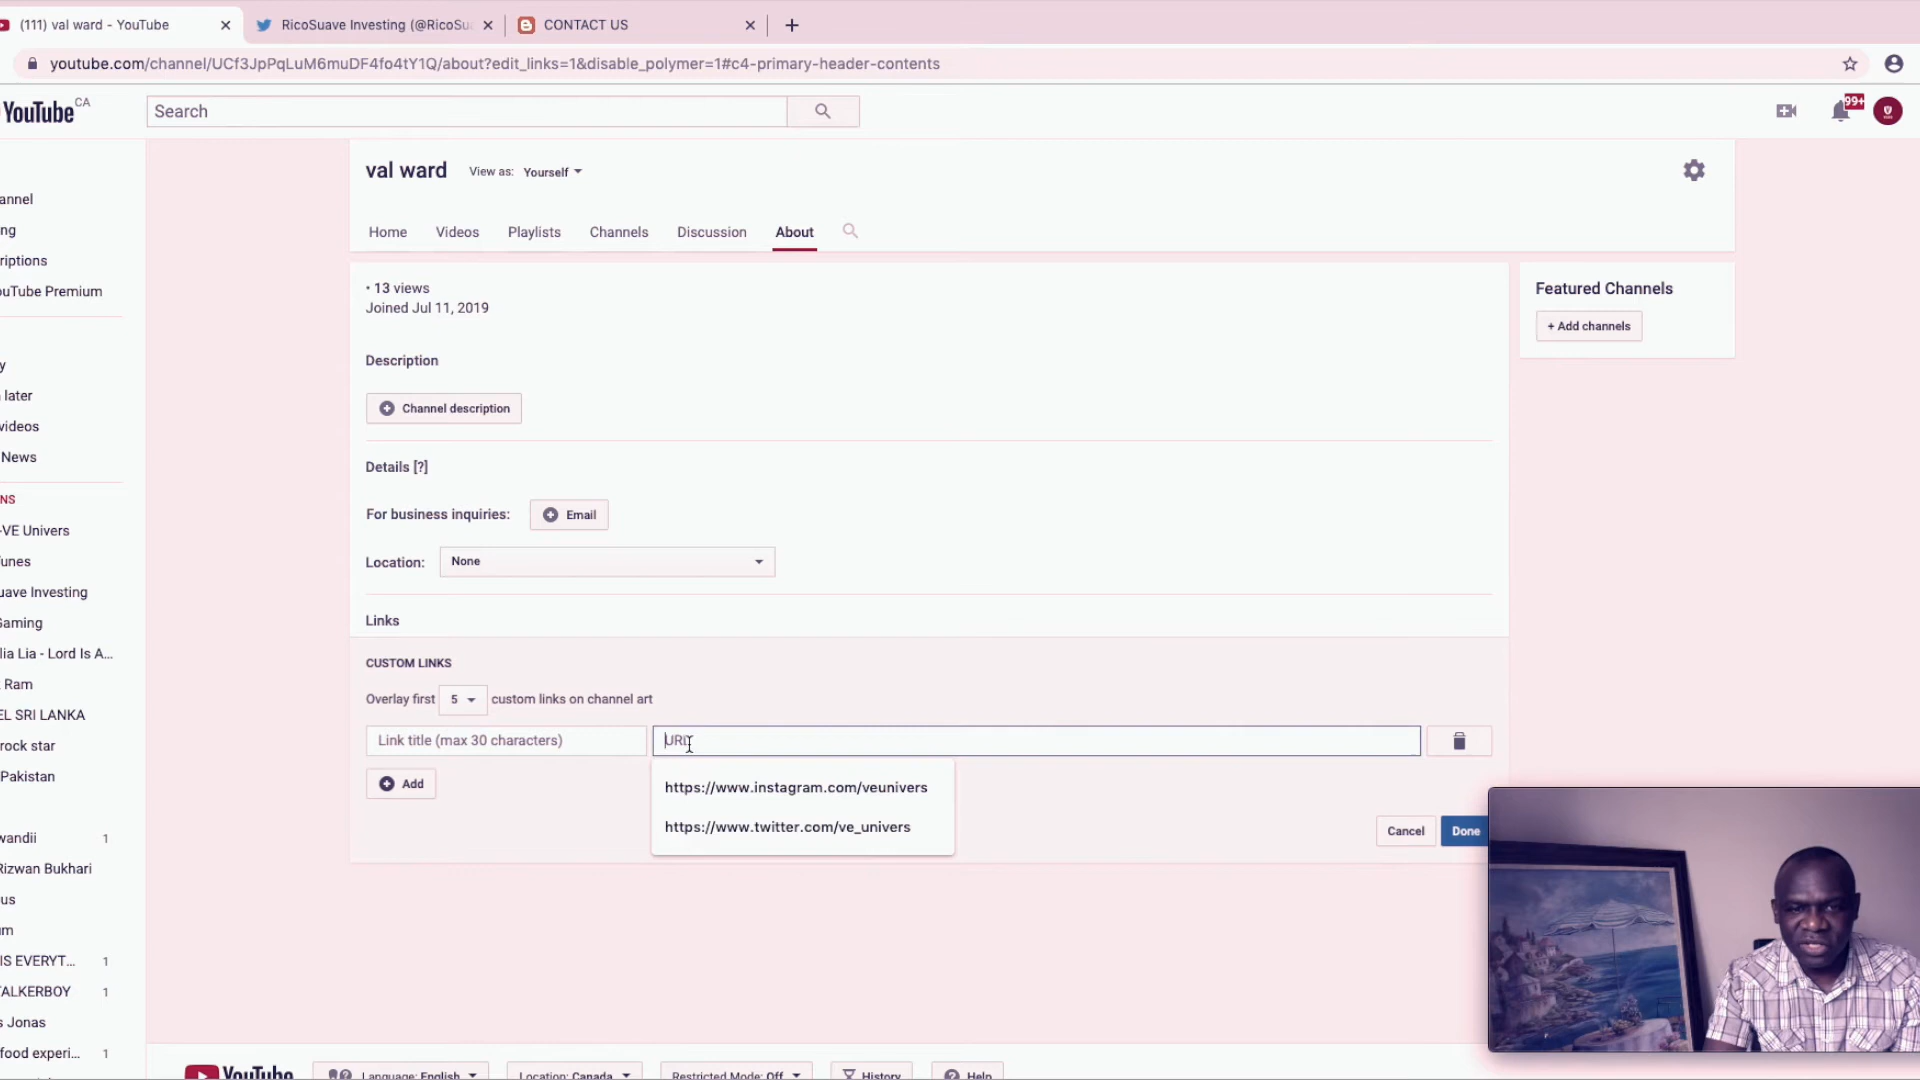 (111) val ward - YouTube
RicoSuave Investing (@RicoSu
CONTACT US
youtube.com/channel/UCf3JpPqLuM6muDF4fo4tY1Q/about?edit_links=1&disable_polymer=1#c4-primary-header-contents
YouTube CA
Search
99+
val ward View as: Yourself
Home Videos Playlists Channels Discussion About
• 13 views
Joined Jul 11, 2019
Description
Channel description
Details [?]
For business inquiries: Email
Location: None
Links
CUSTOM LINKS
Overlay first 5 custom links on channel art
Link title (max 30 characters) URL
Add
https://www.instagram.com/veunivers
https://www.twitter.com/ve_univers
Cancel Done
Featured Channels
+ Add channels
annel
ng
riptions
ouTube Premium
y
later
videos
News
NS
-VE Univers
unes
uave Investing
Gaming
lia Lia - Lord Is A...
Ram
EL SRI LANKA
rock star
Pakistan
wandii 1
Rizwan Bukhari
us
um
IS EVERYT... 1
TALKERBOY 1
s Jonas
food experi... 1
YouTube Language: English Location: Canada Restricted Mode: Off History Help